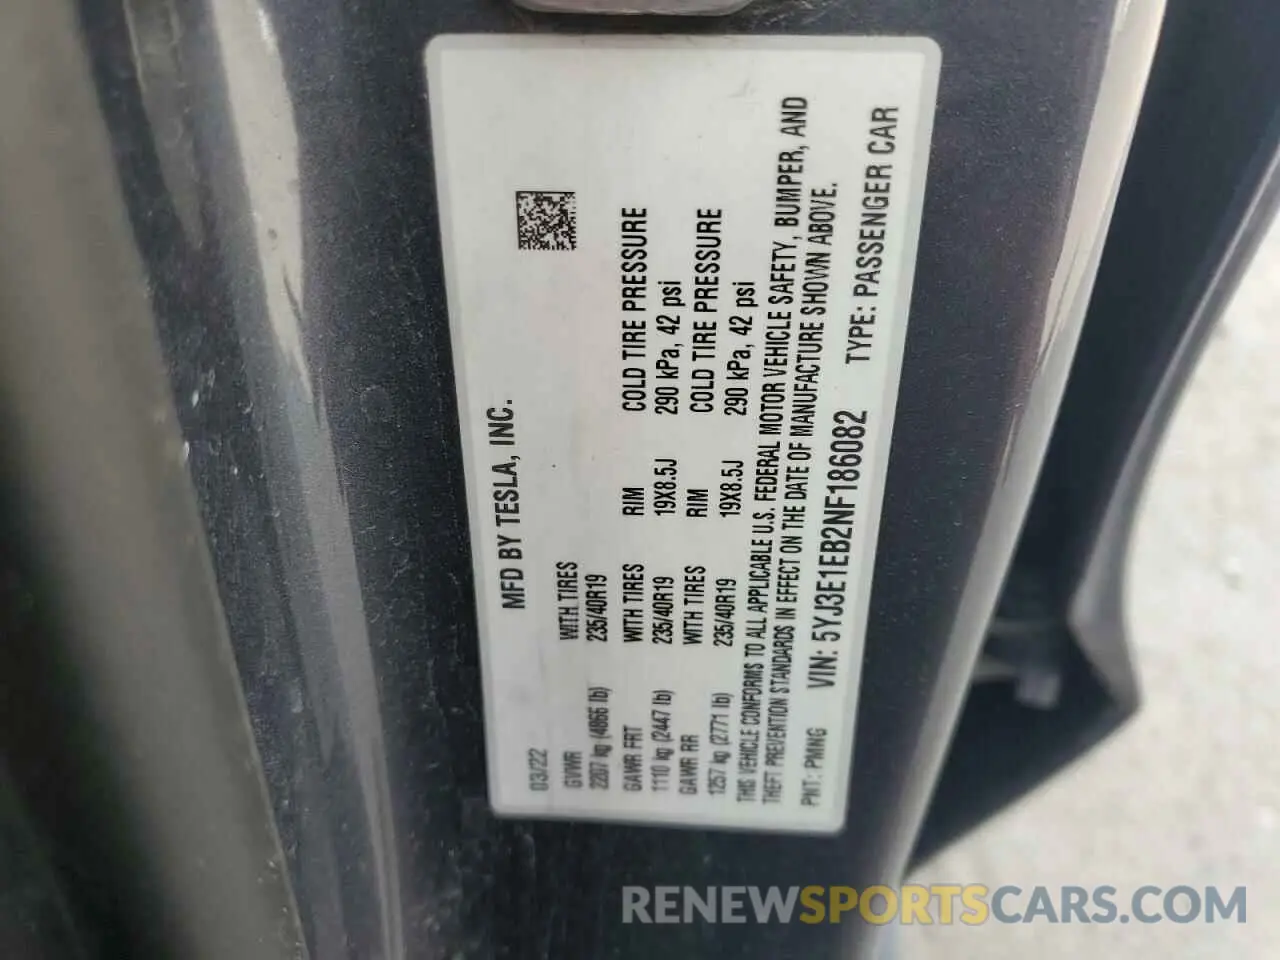 MFD BY TESLA, INC.
03/22
GVWR
2207 kg (4866 lb)
WITH TIRES
235/40R19
GAWR FRT WITH TIRES RIM COLD TIRE PRESSURE
1110 kg (2447 lb) 235/40R19 19X8.5J 290 kPa, 42 psi
GAWR RR WITH TIRES RIM COLD TIRE PRESSURE
1257 kg (2771 lb) 235/40R19 19X8.5J 290 kPa, 42 psi
THIS VEHICLE CONFORMS TO ALL APPLICABLE U.S. FEDERAL MOTOR VEHICLE SAFETY, BUMPER, AND
THEFT PREVENTION STANDARDS IN EFFECT ON THE DATE OF MANUFACTURE SHOWN ABOVE.
PNT: PMNG VIN: 5YJ3E1EB2NF186082 TYPE: PASSENGER CAR
RENEWSPORTSCARS.COM